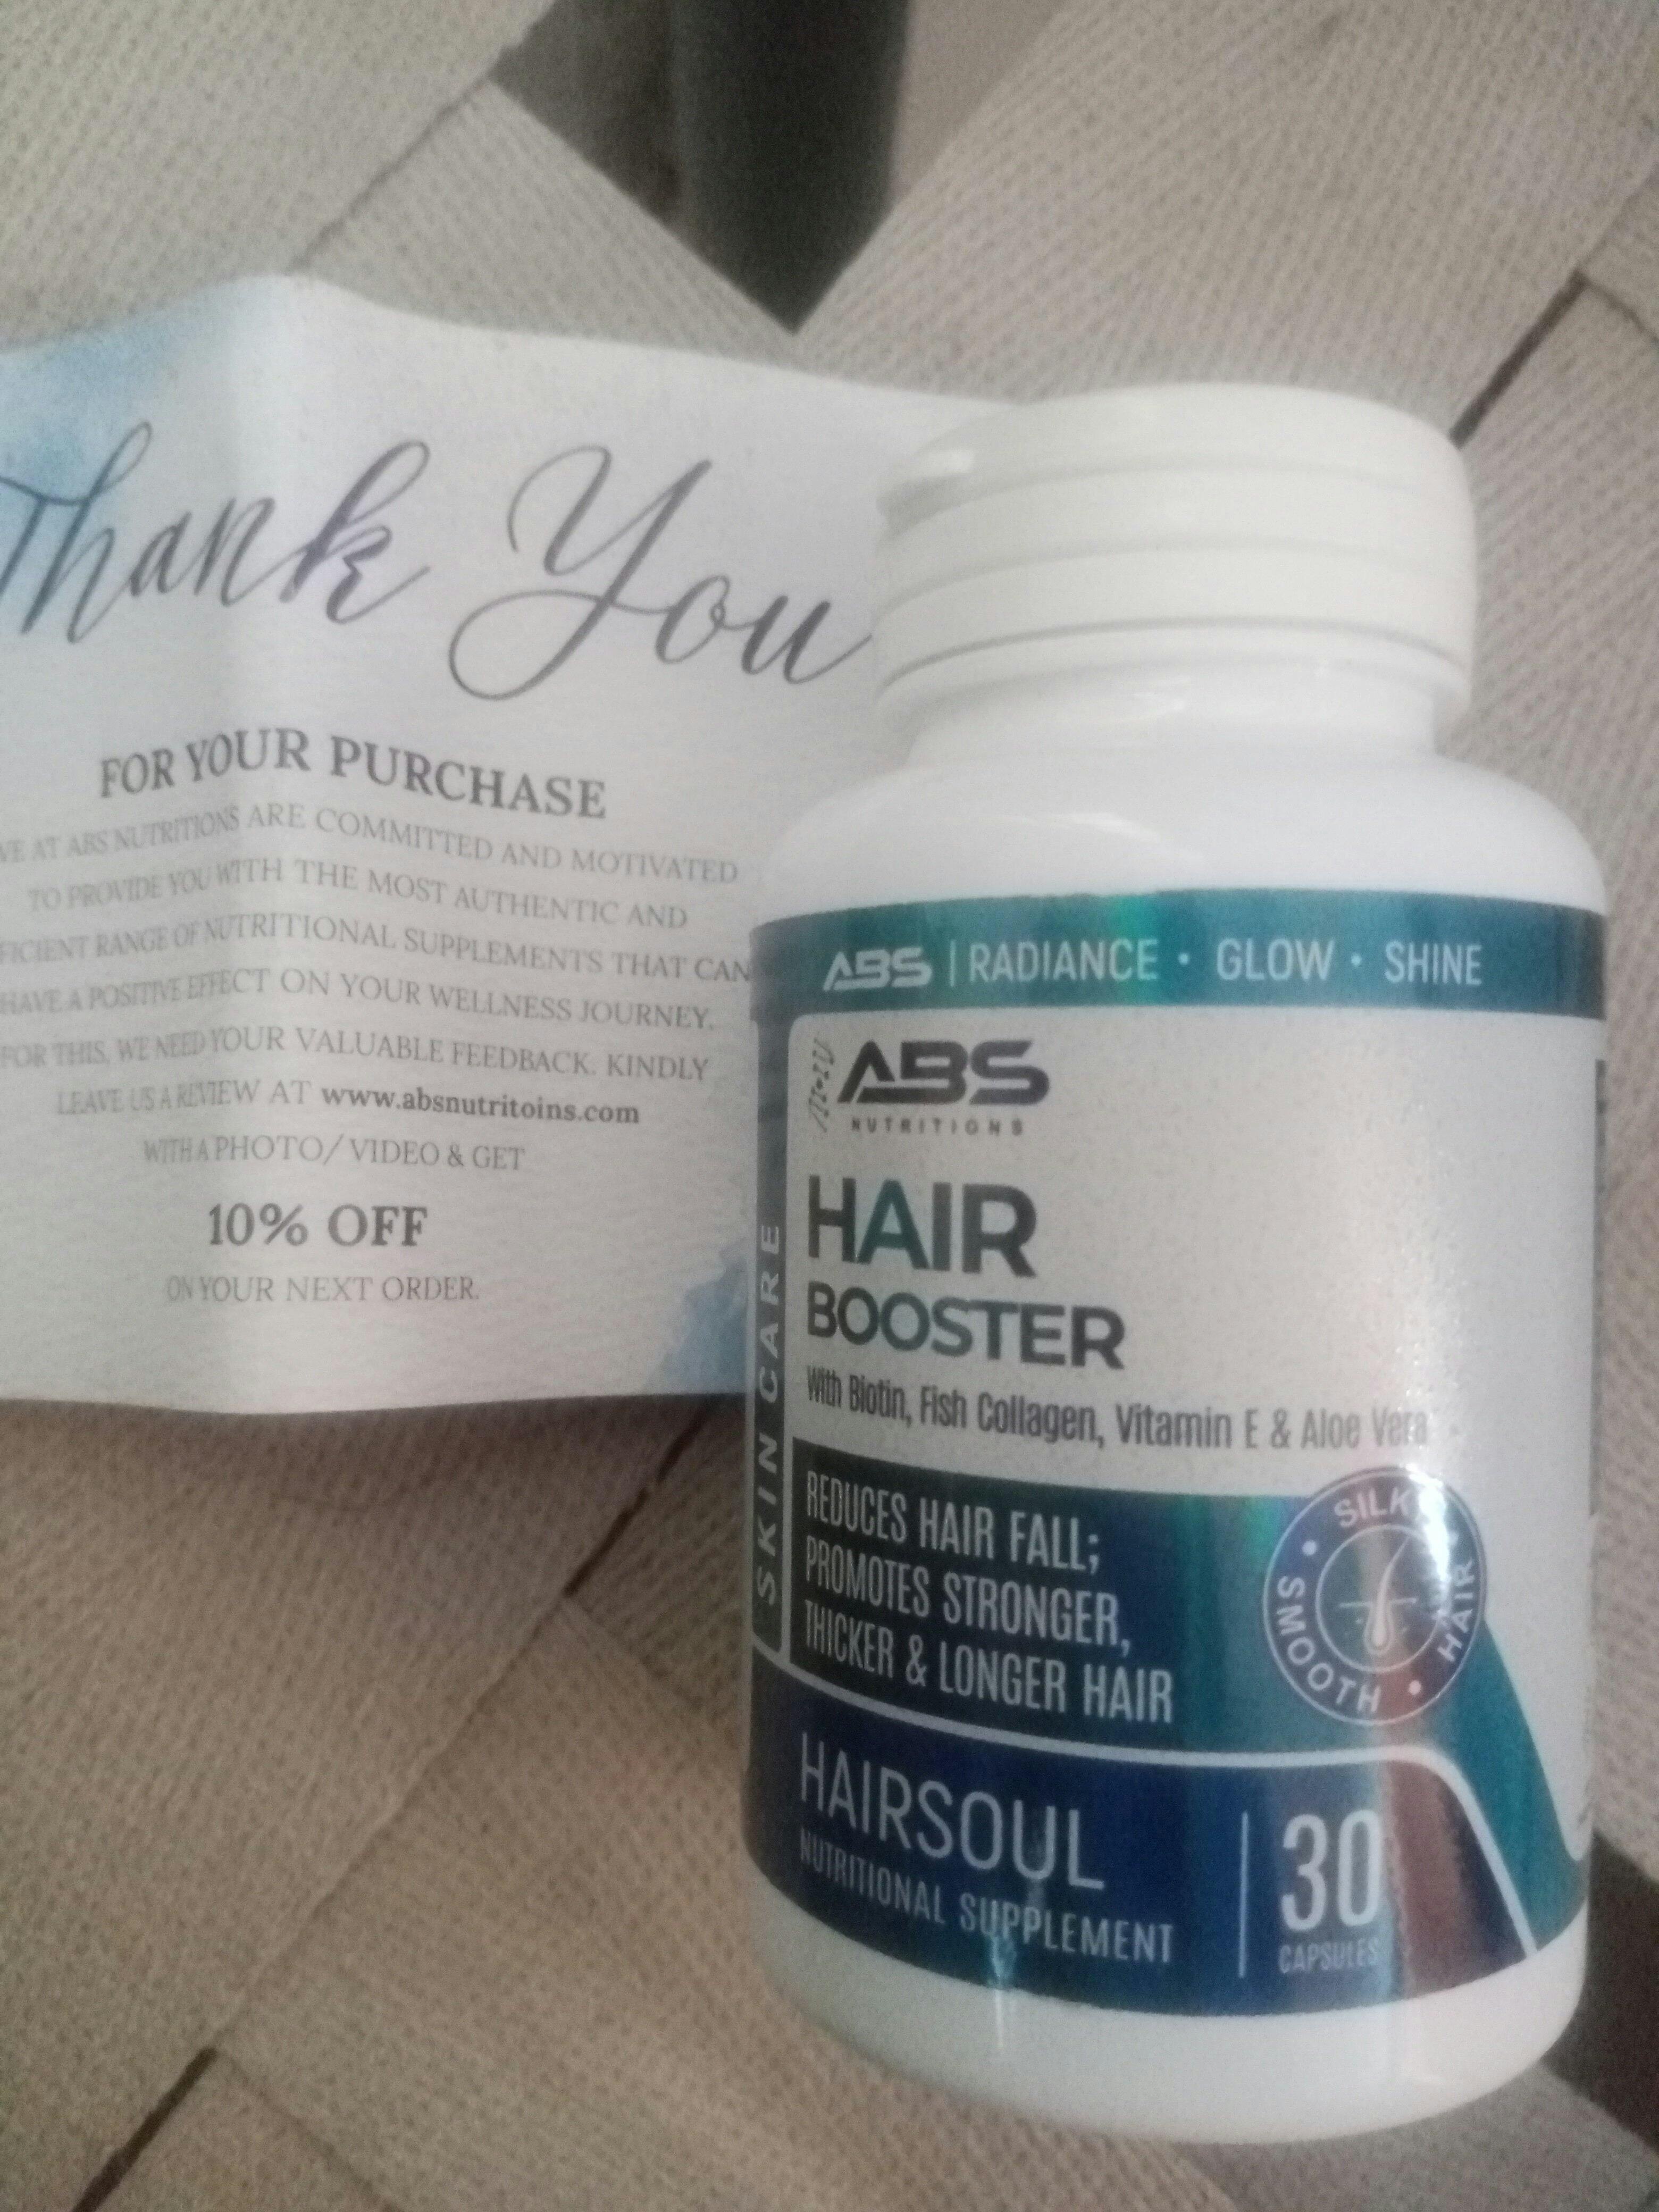 Thank You
FOR YOUR PURCHASE
WE AT ABS NUTRITIONS ARE COMMITTED AND MOTIVATED
TO PROVIDE YOU WITH THE MOST AUTHENTIC AND
RANGE OF NUTRITIONAL SUPPLEMENTS THAT CAN
HAVE A POSITIVE EFFECT ON YOUR WELLNESS JOURNEY.
FOR THIS, WE NEED YOUR VALUABLE FEEDBACK. KINDLY
LEAVE US A REVIEW AT www.absnutritoins.com
WITH A PHOTO/ VIDEO & GET
10% OFF
ON YOUR NEXT ORDER.
ABS | RADIANCE • GLOW • SHINE
ABS
NUTRITIONS
HAIR
BOOSTER
With Biotin, Fish Collagen, Vitamin E & Aloe Vera
SKIN CARE
REDUCES HAIR FALL;
PROMOTES STRONGER,
THICKER & LONGER HAIR
SMOOTH • HAIR
HAIRSOUL
NUTRITIONAL SUPPLEMENT
30
CAPSULES